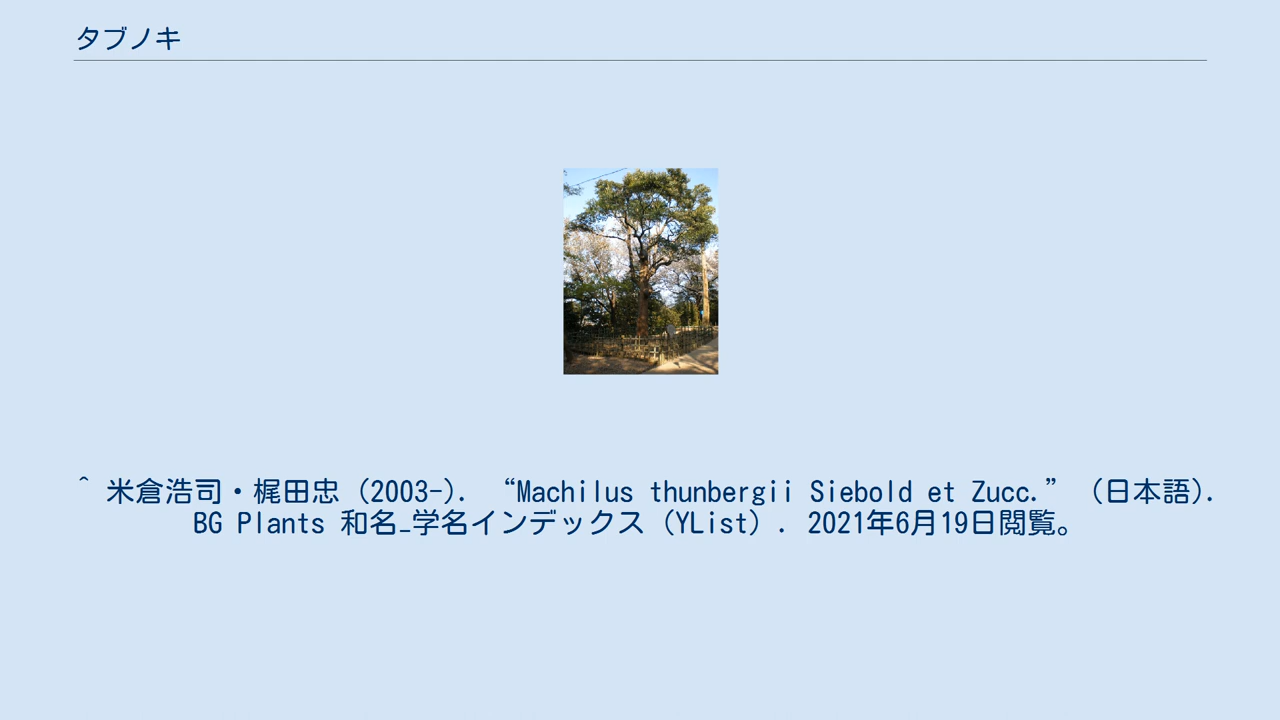 タブノキ
^ 米倉浩司・梶田忠 (2003-). “Machilus thunbergii Siebold et Zucc.” (日本語).
BG Plants 和名_学名インデックス（YList）. 2021年6月19日閲覧。